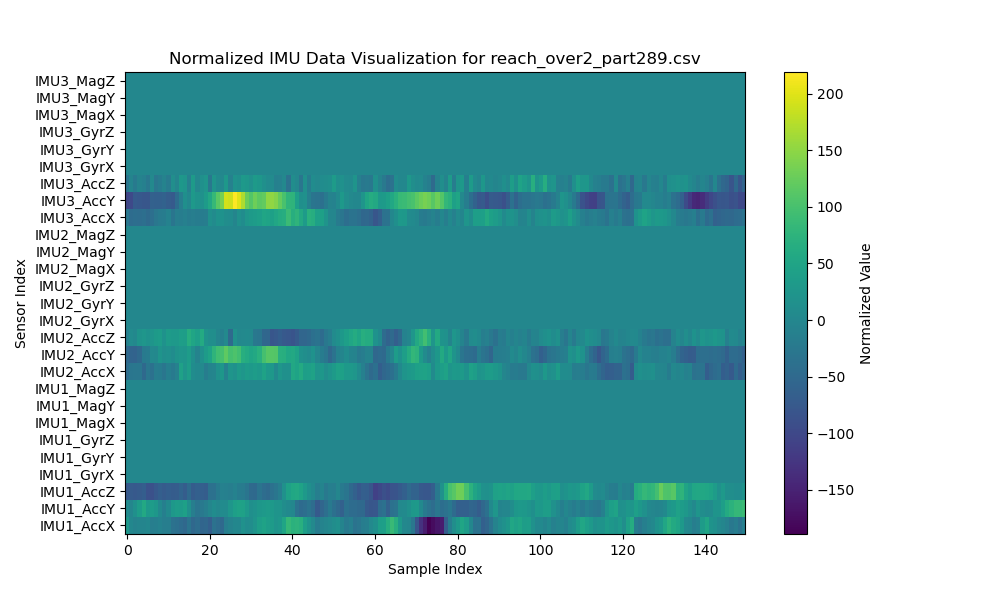 Normalized IMU Data Visualization for reach_over2_part289.csv
IMU3_MagZ
IMU3_MagY
IMU3_MagX
IMU3_GyrZ
IMU3_GyrY
IMU3_GyrX
IMU3_AccZ
IMU3_AccY
IMU3_AccX
IMU2_MagZ
IMU2_MagY
IMU2_MagX
IMU2_GyrZ
IMU2_GyrY
IMU2_GyrX
IMU2_AccZ
IMU2_AccY
IMU2_AccX
IMU1_MagZ
IMU1_MagY
IMU1_MagX
IMU1_GyrZ
IMU1_GyrY
IMU1_GyrX
IMU1_AccZ
IMU1_AccY
IMU1_AccX
Sensor Index
0 20 40 60 80 100 120 140
Sample Index
200
150
100
50
0
−50
−100
−150
Normalized Value